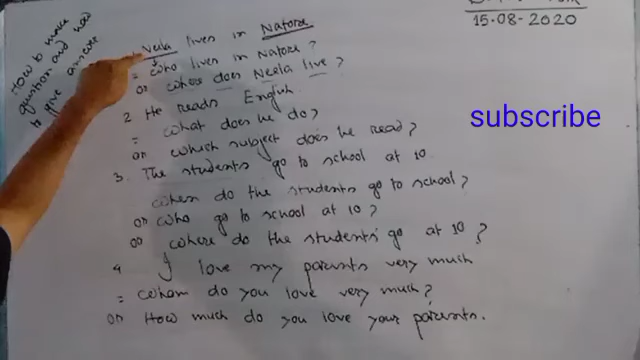 15-08-2020
How to make
question and how
to give answer
Neela lives in Natore
= Who lives in Natore?
or where does Neela live?
2 He reads English.
= What does he do?
or which subject does he read?
3. The students go to school at 10
when do the students go to school?
or who go to school at 10?
or where do the students go at 10?
4 I love my parents very much
= Whom do you love very much?
or How much do you love your parents.
subscribe